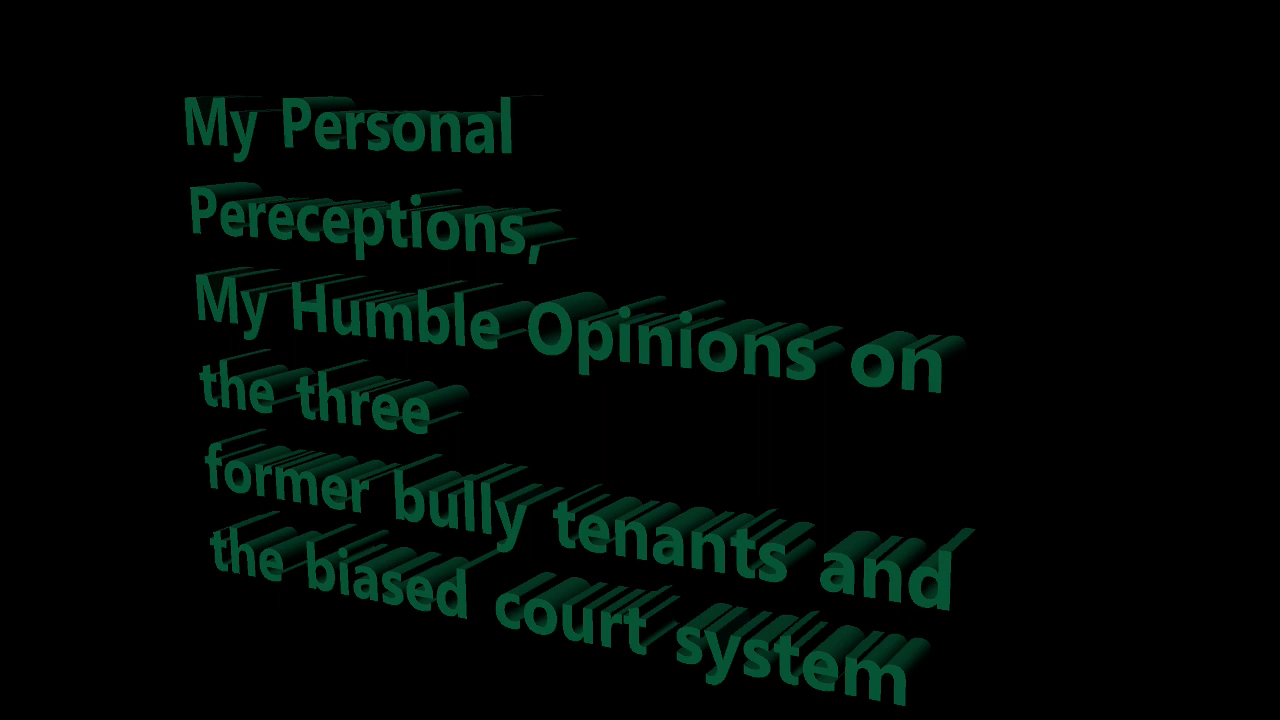 My Personal
Pereceptions,
My Humble Opinions on
the three
former bully tenants and
the biased court system